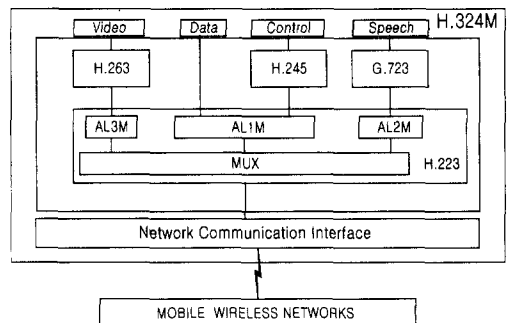 H.324M
Video Data Control Speech
H.263 H.245 G.723
AL3M AL1M AL2M
MUX
H.223
Network Communication Interface
MOBILE WIRELESS NETWORKS